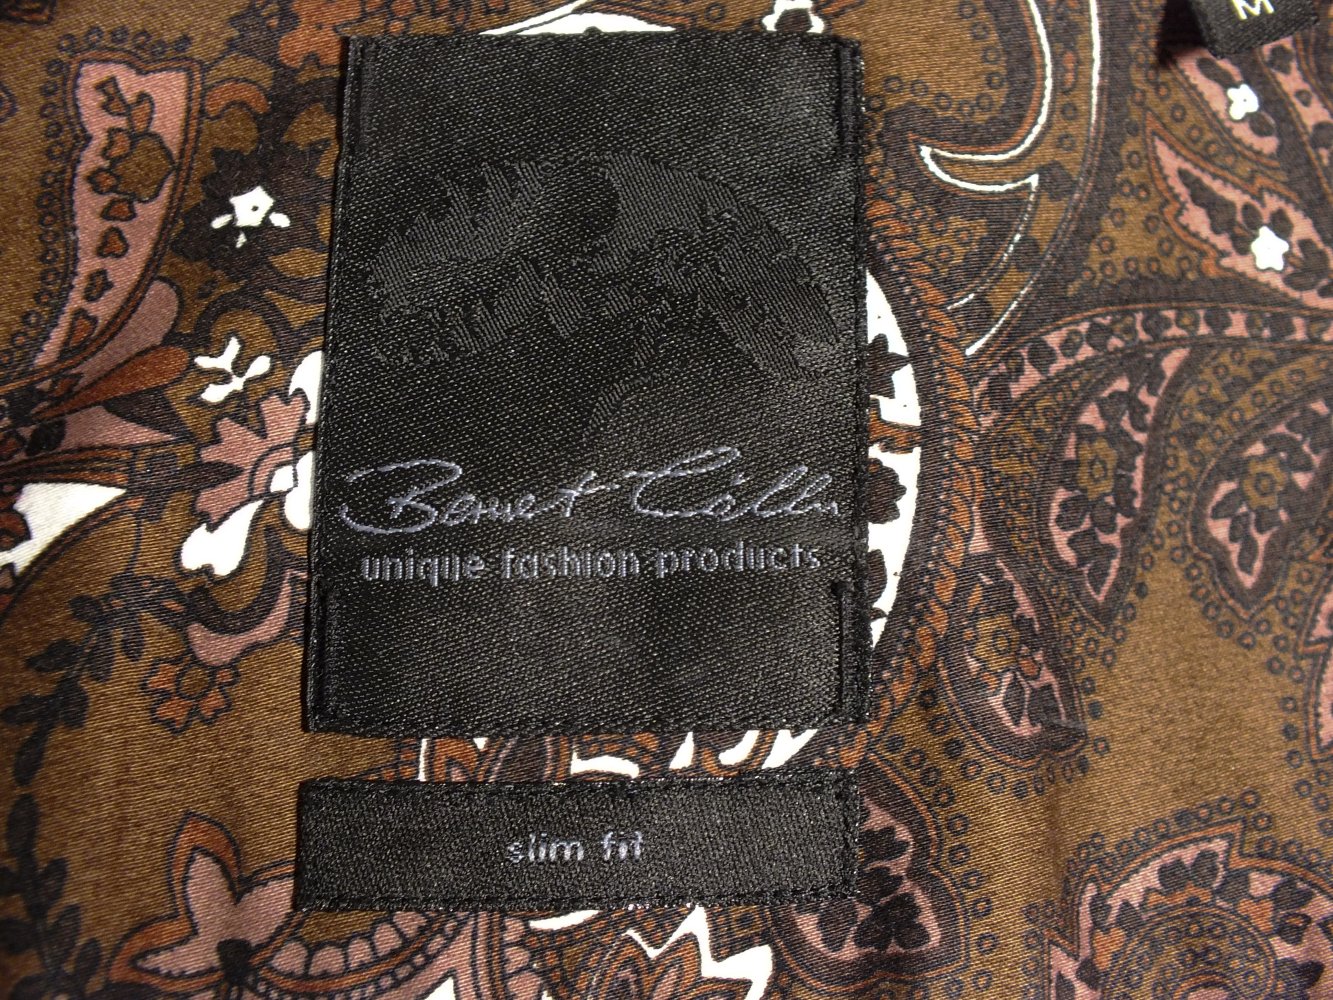 M
unique fashion products
slim fit